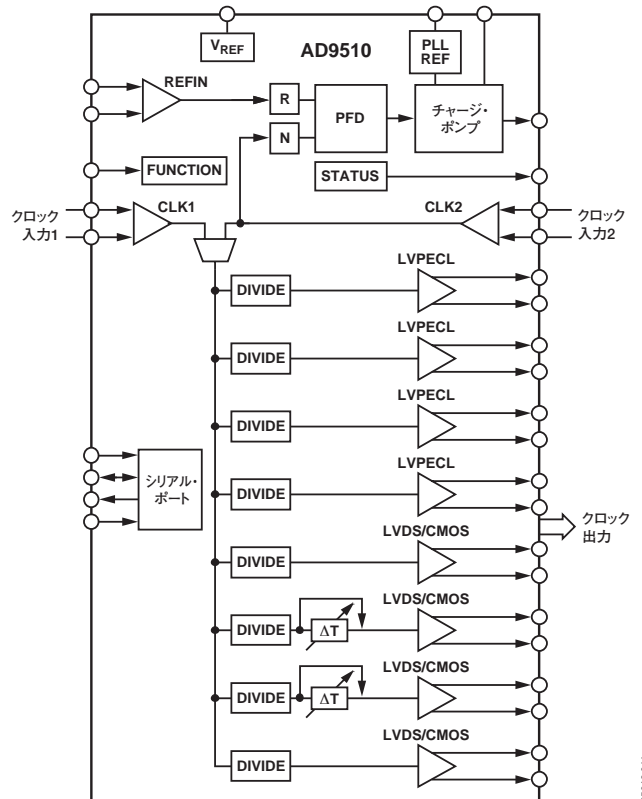 VREF
AD9510
PLL
REF
REFIN
R
N
PFD
チャージ・
ポンプ
FUNCTION
STATUS
クロック
入力1
CLK1
CLK2
クロック
入力2
LVPECL
DIVIDE
LVPECL
DIVIDE
LVPECL
DIVIDE
シリアル・
ポート
LVPECL
DIVIDE
クロック
出力
LVDS/CMOS
DIVIDE
LVDS/CMOS
DIVIDE
ΔT
LVDS/CMOS
DIVIDE
ΔT
LVDS/CMOS
DIVIDE